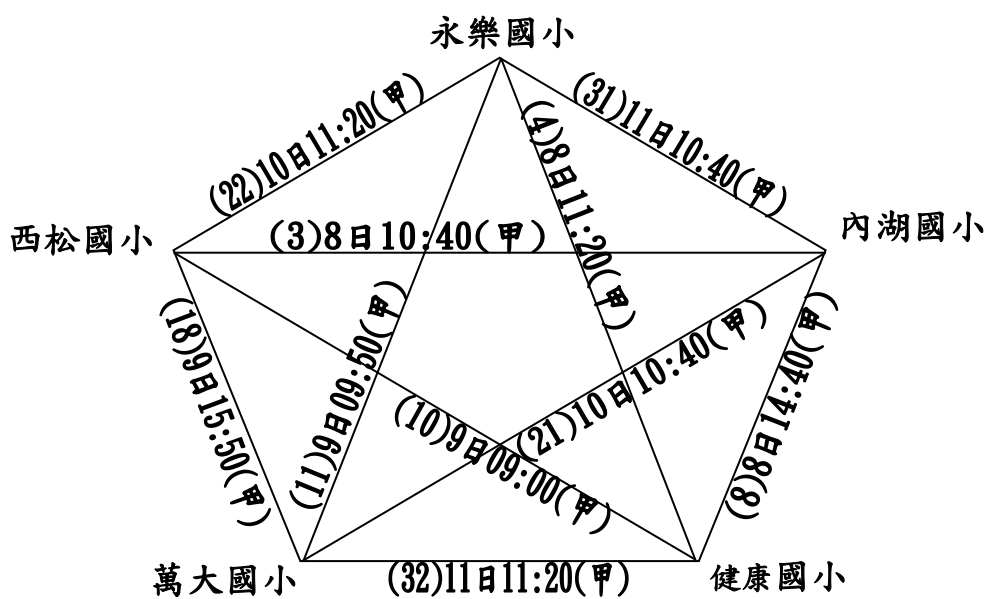 永樂國小
(22)10日11:20(甲)
(31)11日10:40(甲)
(4)8日11:20(甲)
西松國小
(3)8日10:40(甲)
內湖國小
(18)9日15:50(甲)
(11)9日09:50(甲)
(10)9日09:00(甲)
(21)10日10:40(甲)
(8)8日14:40(甲)
萬大國小
(32)11日11:20(甲)
健康國小